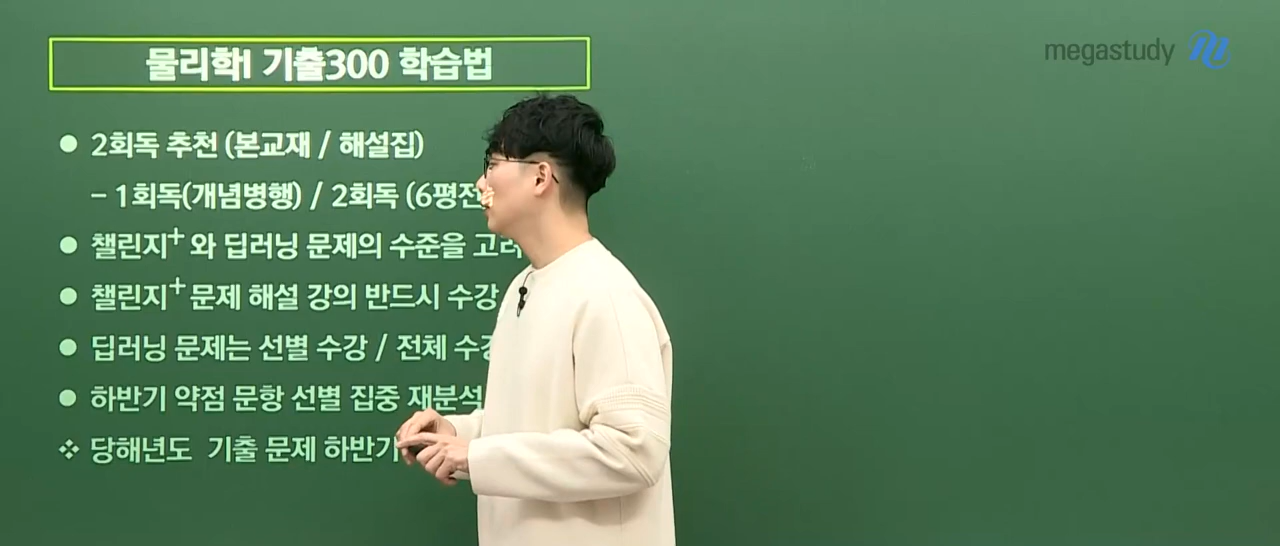 물리학I 기출300 학습법
megastudy
● 2회독 추천 (본교재 / 해설집)
– 1회독(개념병행) / 2회독 (6평전
● 챌린지+ 와 딥러닝 문제의 수준을
● 챌린지+ 문제 해설 강의 반드시 수강
● 딥러닝 문제는 선별 수강 / 전체
● 하반기 약점 문항 선별 집중 재분석
❖ 당해년도 기출 문제 하반기